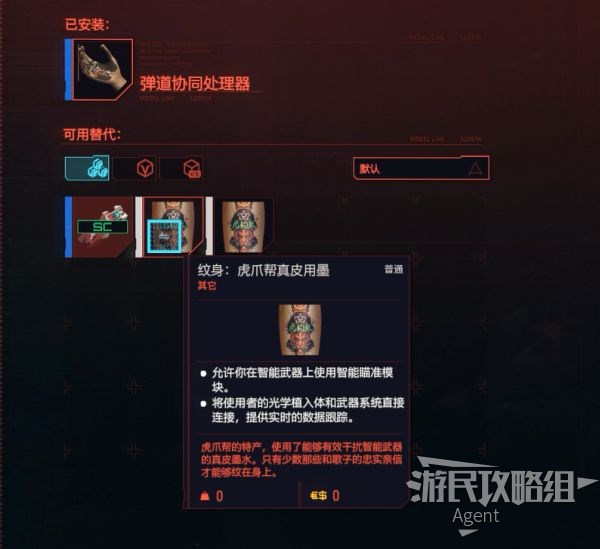 已安装：
MODEL LINE
弹道协同处理器
MODEL LINE
可用替代：
MODEL LINE
默认
SC
纹身：虎爪帮真皮用墨
普通
其它
允许你在智能武器上使用智能瞄准模
块。
将使用者的光学植入体和武器系统直接
连接，提供实时的数据跟踪。
虎爪帮的特产，使用了能够有效干扰智能武器
的真皮墨水。只有少数那些和歌子的忠实亲信
才能够纹在身上。
0
€$ 0
游民攻略组
Agent